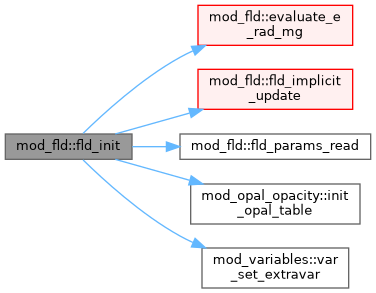 mod_fld::evaluate_e
_rad_mg
mod_fld::fld_implicit
_update
mod_fld::fld_init
mod_fld::fld_params_read
mod_opal_opacity::init
_opal_table
mod_variables::var
_set_extravar